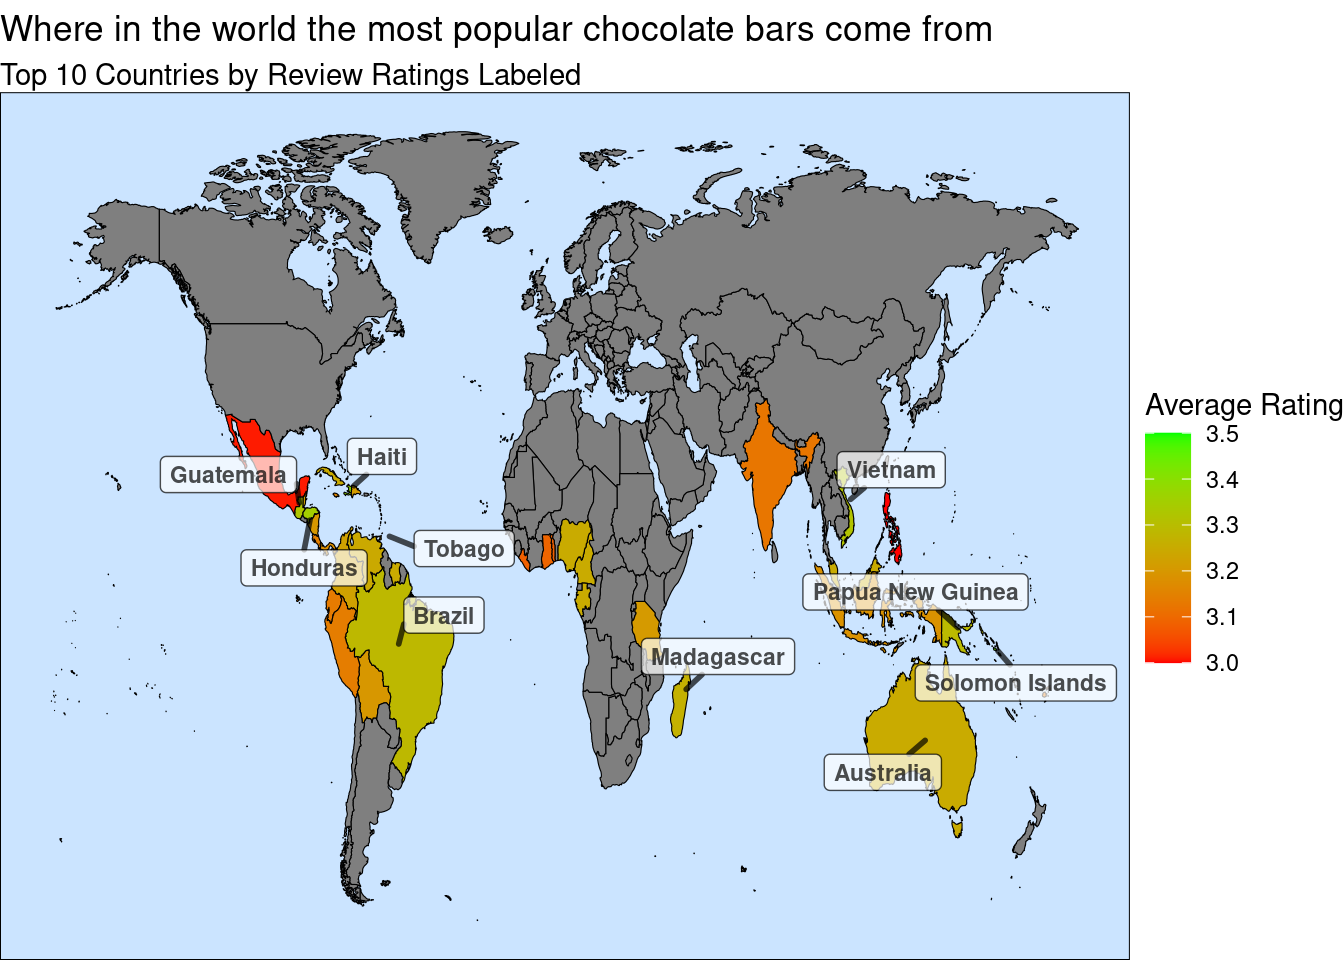 Where in the world the most popular chocolate bars come from
Top 10 Countries by Review Ratings Labeled
Haiti
Guatemala
Vietnam
Tobago
Honduras
Brazil
Papua New Guinea
Madagascar
Solomon Islands
Australia
Average Rating
3.5
3.4
3.3
3.2
3.1
3.0